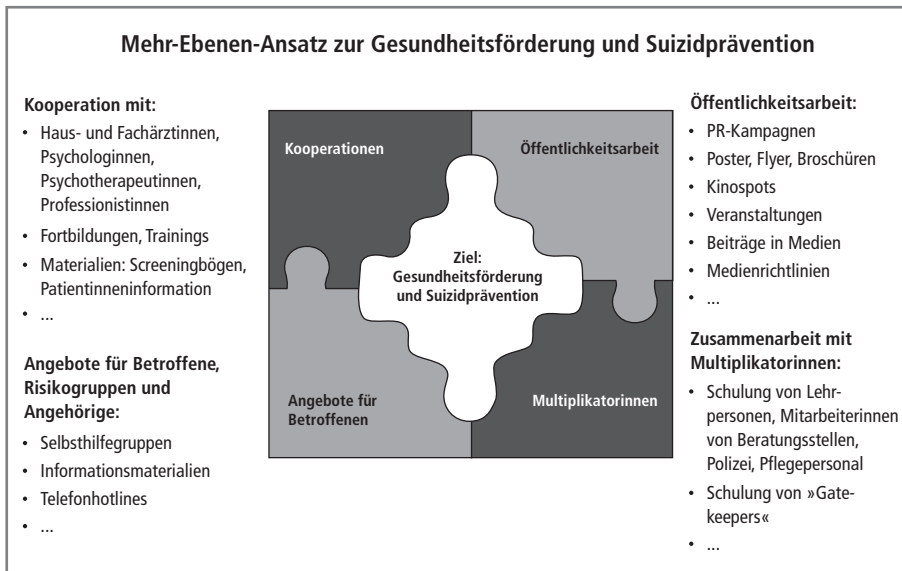 Mehr-Ebenen-Ansatz zur Gesundheitsförderung und Suizidprävention
Kooperation mit:
• Haus- und Fachärztinnen,
Psychologinnen,
Psychotherapeutinnen,
Professionistinnen
• Fortbildungen, Trainings
• Materialien: Screeningbögen,
Patientinneninformation
• ...
Angebote für Betroffene,
Risikogruppen und
Angehörige:
• Selbsthilfegruppen
• Informationsmaterialien
• Telefonhotlines
• ...
Kooperationen
Öffentlichkeitsarbeit
Ziel:
Gesundheitsförderung
und Suizidprävention
Angebote für
Betroffenen
Multiplikatorinnen
Öffentlichkeitsarbeit:
• PR-Kampagnen
• Poster, Flyer, Broschüren
• Kinospots
• Veranstaltungen
• Beiträge in Medien
• Medienrichtlinien
• ...
Zusammenarbeit mit
Multiplikatorinnen:
• Schulung von Lehr-
personen, Mitarbeiterinnen
von Beratungsstellen,
Polizei, Pflegepersonal
• Schulung von »Gate-
keepers«
• ...